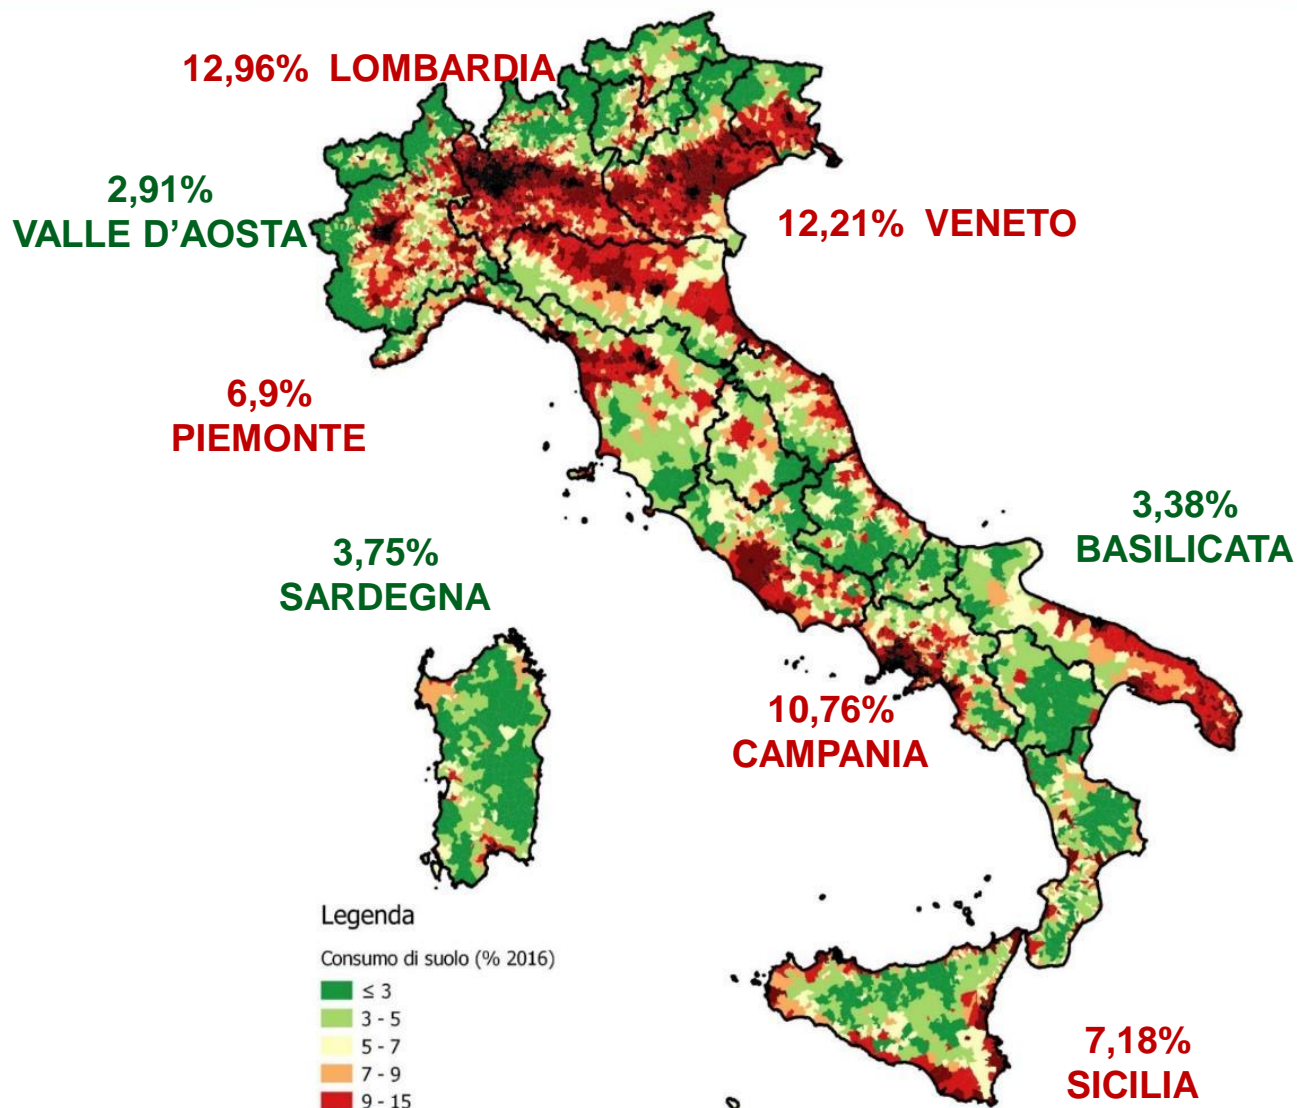 12,96% LOMBARDIA
2,91%
VALLE D’AOSTA
12,21% VENETO
6,9%
PIEMONTE
3,38%
BASILICATA
3,75%
SARDEGNA
10,76%
CAMPANIA
Legenda
Consumo di suolo (% 2016)
≤ 3
3 - 5
5 - 7
7 - 9
9 - 15
7,18%
SICILIA